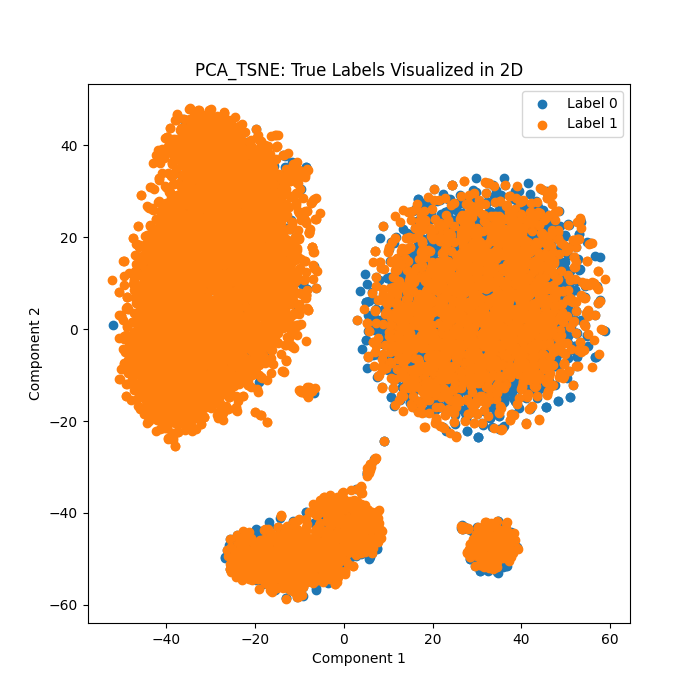 PCA_TSNE: True Labels Visualized in 2D
Label 0
Label 1
40
20
0
−20
−40
−60
Component 2
−40 −20 0 20 40 60
Component 1